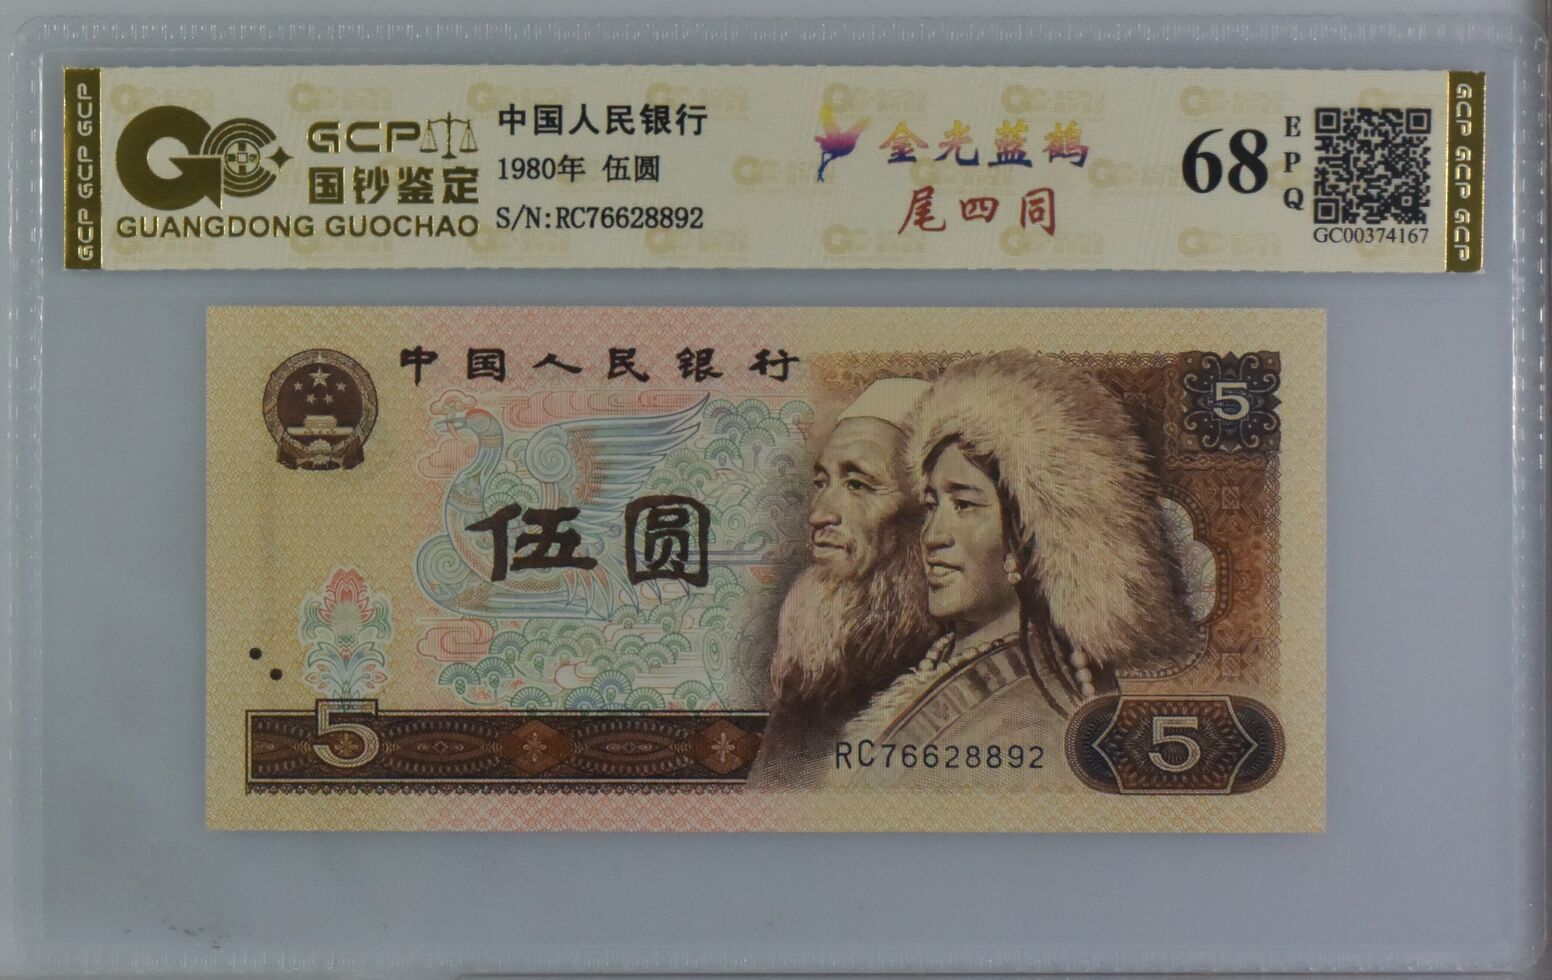 GCP GCP GCP
GCP
国钞鉴定
GUANGDONG GUOCHAO
中国人民银行
1980年 伍圆
S/N:RC76628892
金光蓝鹤
尾四同
68
EPQ
GC00374167
GCP GCP GCP
中国人民银行
5
伍圆
5
RC76628892
5